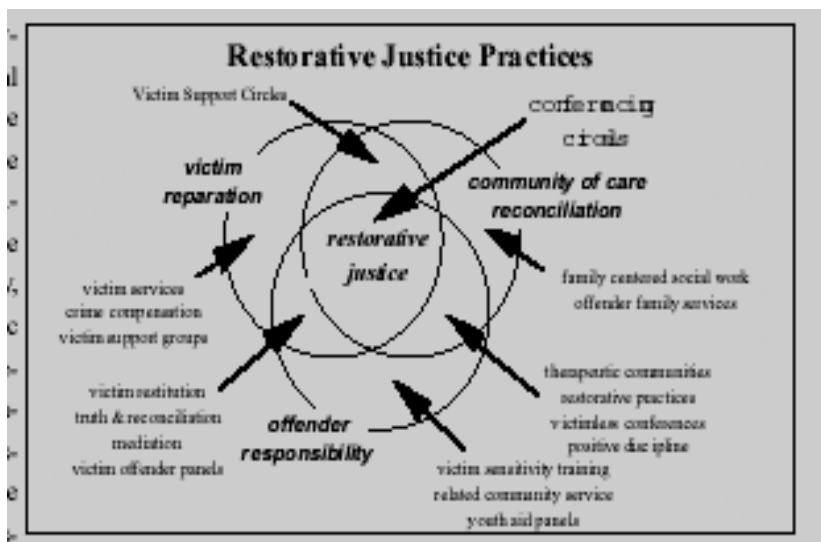 Restorative Justice Practices
Victim Support Circles
conferencing
circles
victim
reparation
community of care
reconciliation
restorative
justice
victim services
crime compensation
victim support groups
family centered social work
offender family services
victim restitution
truth & reconciliation
mediation
victim offender panels
therapeutic communities
restorative practices
victimless conferences
positive discipline
offender
responsibility
victim sensitivity training
related community service
youth aid panels